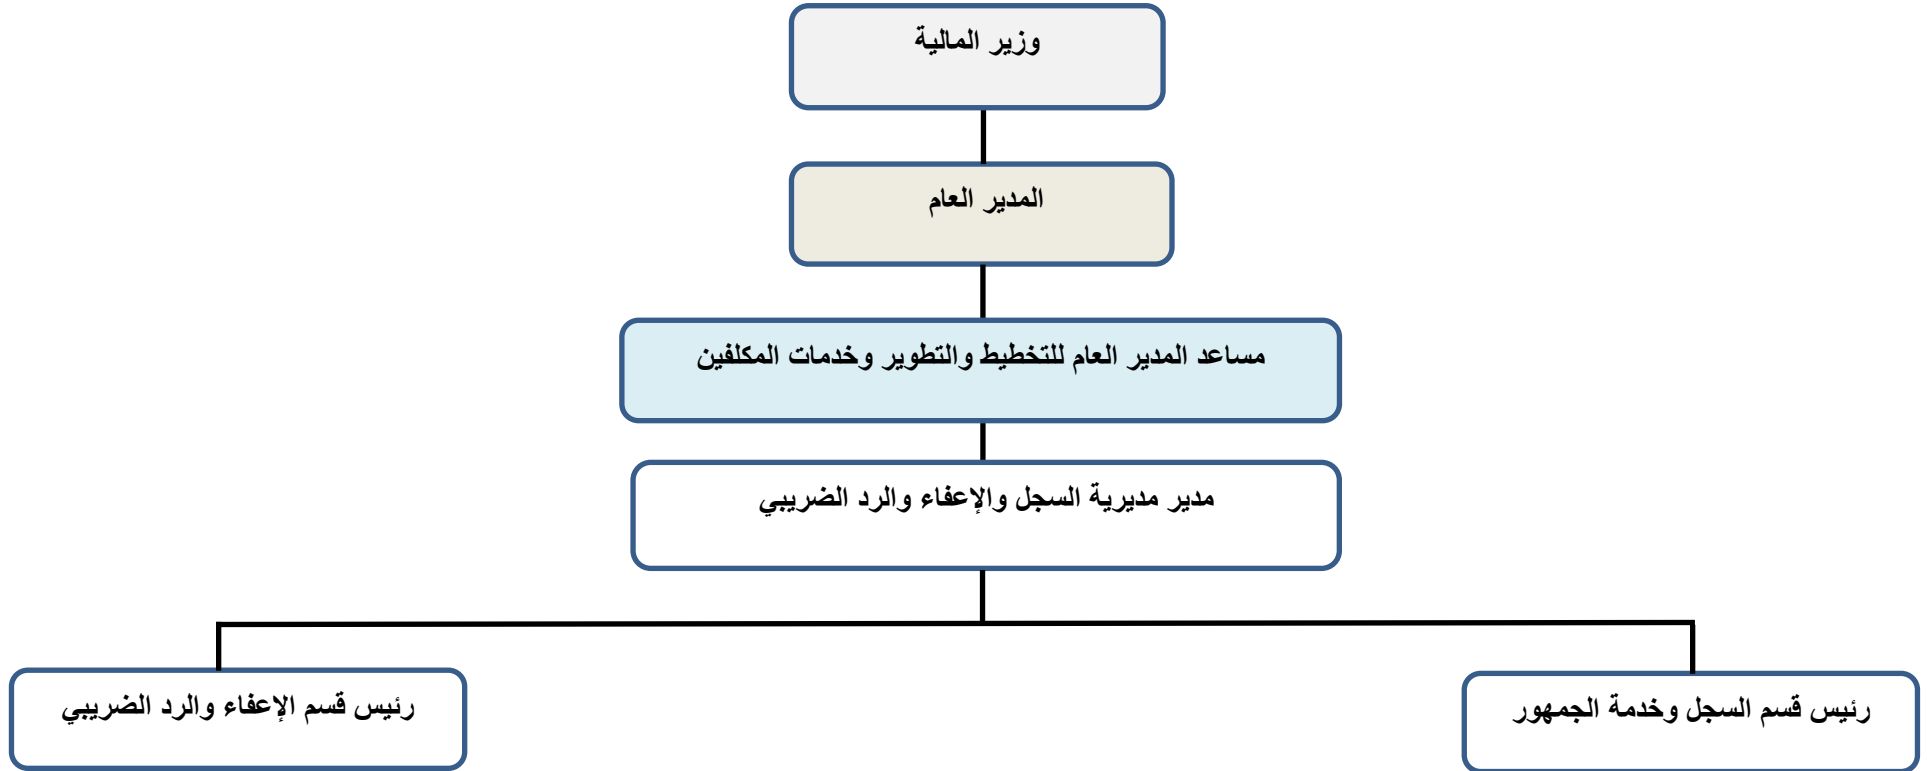 وزير المالية
المدير العام
مساعد المدير العام للتخطيط والتطوير وخدمات المكلفين
مدير مديرية السجل والإعفاء والرد الضريبي
رئيس قسم السجل وخدمة الجمهور
رئيس قسم الإعفاء والرد الضريبي